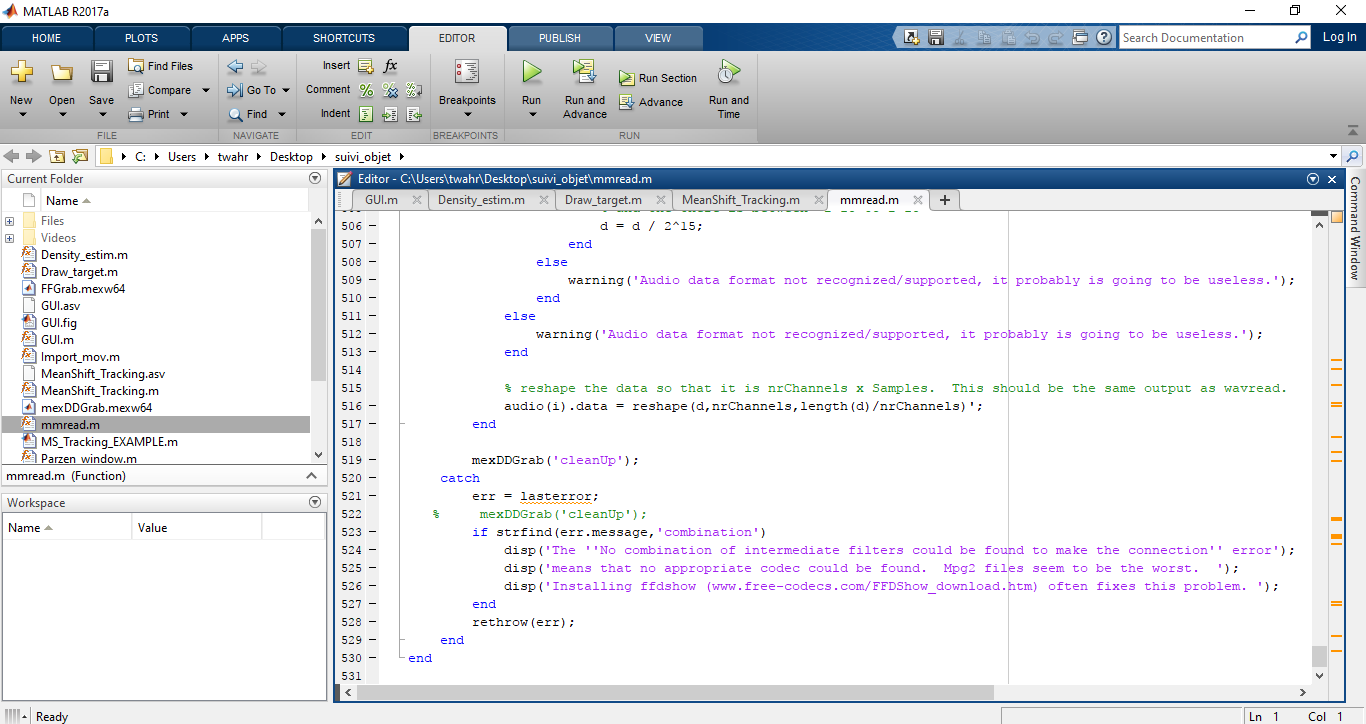 MATLAB R2017a
HOME PLOTS APPS SHORTCUTS EDITOR PUBLISH VIEW Search Documentation Log In
New Open Save Find Files Compare Print
FILE
Go To Find
NAVIGATE
Insert fx
Comment
Indent
EDIT
Breakpoints
BREAKPOINTS
Run Run and Advance Run Section Advance Run and Time
RUN
C: Users twahr Desktop suivi_objet
Current Folder
Name
Files
Videos
Density_estim.m
Draw_target.m
FFGrab.mexw64
GUI.asv
GUI.fig
GUI.m
Import_mov.m
MeanShift_Tracking.asv
MeanShift_Tracking.m
mexDDGrab.mexw64
mmread.m
MS_Tracking_EXAMPLE.m
Parzen_window.m
mmread.m (Function)
Workspace
Name Value
Editor - C:\Users\twahr\Desktop\suivi_objet\mmread.m
GUI.m Density_estim.m Draw_target.m MeanShift_Tracking.m mmread.m
506 – d = d / 2^15;
507 – end
508 – else
509 – warning('Audio data format not recognized/supported, it probably is going to be useless.');
510 – end
511 – else
512 – warning('Audio data format not recognized/supported, it probably is going to be useless.');
513 – end
514
515 % reshape the data so that it is nrChannels x Samples.  This should be the same output as wavread.
516 – audio(i).data = reshape(d,nrChannels,length(d)/nrChannels)';
517 – end
518
519 – mexDDGrab('cleanUp');
520 – catch
521 – err = lasterror;
522 % mexDDGrab('cleanUp');
523 – if strfind(err.message,'combination')
524 – disp('The ''No combination of intermediate filters could be found to make the connection'' error');
525 – disp('means that no appropriate codec could be found.  Mpg2 files seem to be the worst.  ');
526 – disp('Installing ffdshow (www.free-codecs.com/FFDShow_download.htm) often fixes this problem. ');
527 – end
528 – rethrow(err);
529 – end
530 – end
531
Command Window
Ready
Ln 1 Col 1